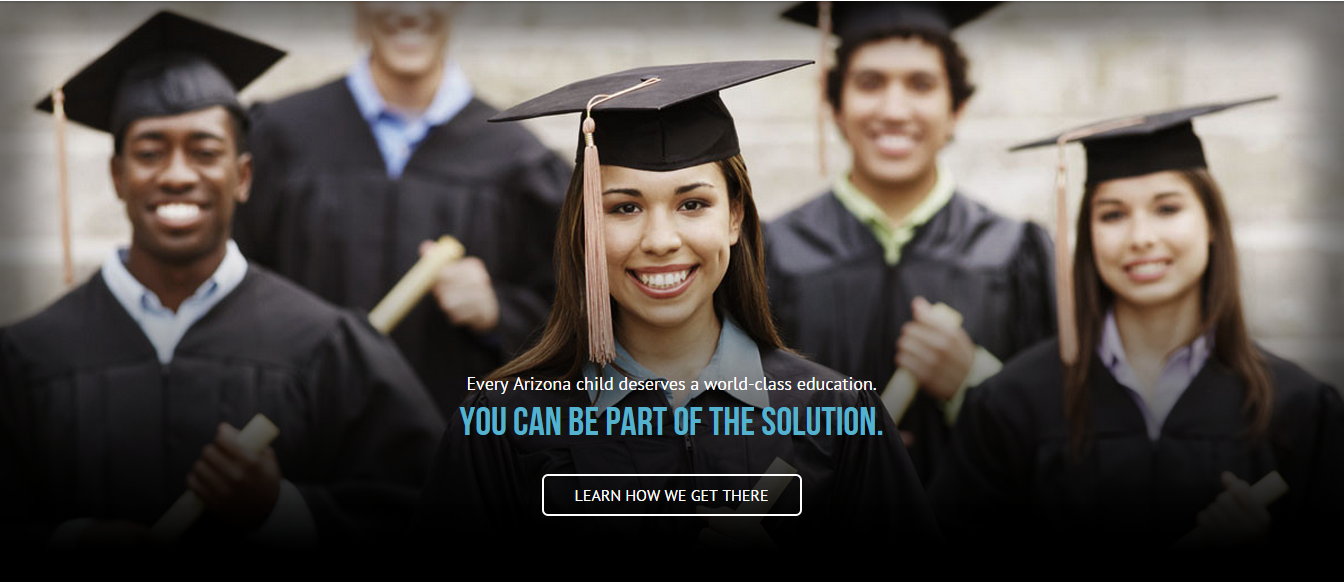 Every Arizona child deserves a world-class education.
YOU CAN BE PART OF THE SOLUTION.
LEARN HOW WE GET THERE